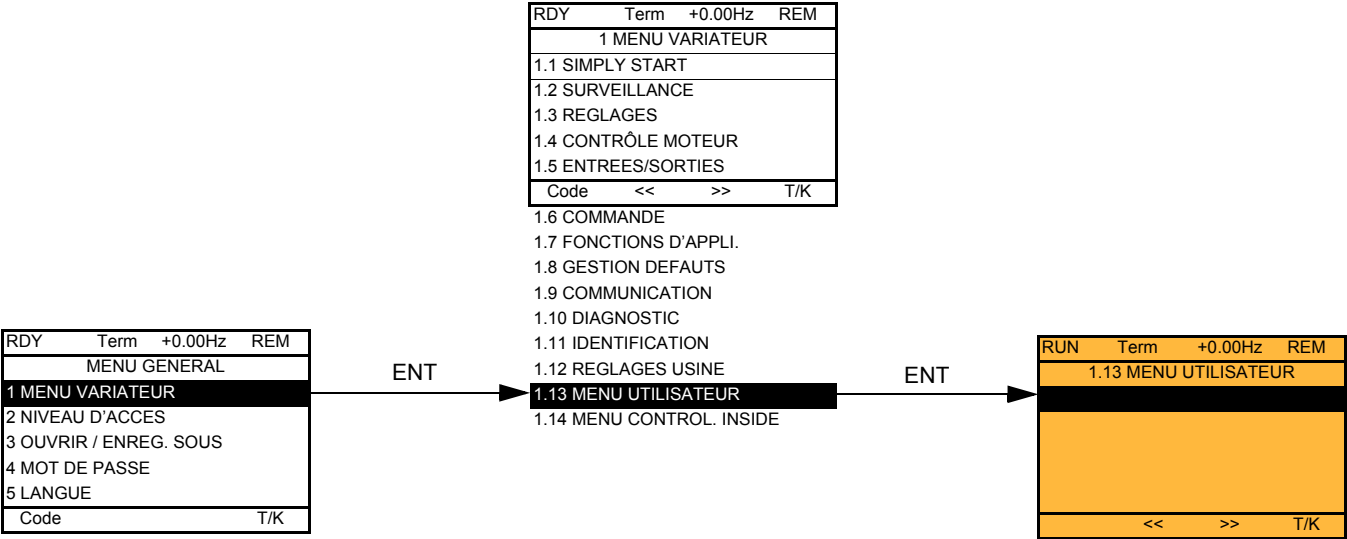 RDY Term +0.00Hz REM
1 MENU VARIATEUR
1.1 SIMPLY START
1.2 SURVEILLANCE
1.3 REGLAGES
1.4 CONTRÔLE MOTEUR
1.5 ENTREES/SORTIES
Code << >> T/K
1.6 COMMANDE
1.7 FONCTIONS D'APPLI.
1.8 GESTION DEFAUTS
1.9 COMMUNICATION
1.10 DIAGNOSTIC
1.11 IDENTIFICATION
1.12 REGLAGES USINE
1.13 MENU UTILISATEUR
1.14 MENU CONTROL. INSIDE
RDY Term +0.00Hz REM
MENU GENERAL
1 MENU VARIATEUR
2 NIVEAU D'ACCES
3 OUVRIR / ENREG. SOUS
4 MOT DE PASSE
5 LANGUE
Code T/K
ENT
ENT
RUN Term +0.00Hz REM
1.13 MENU UTILISATEUR
<< >> T/K